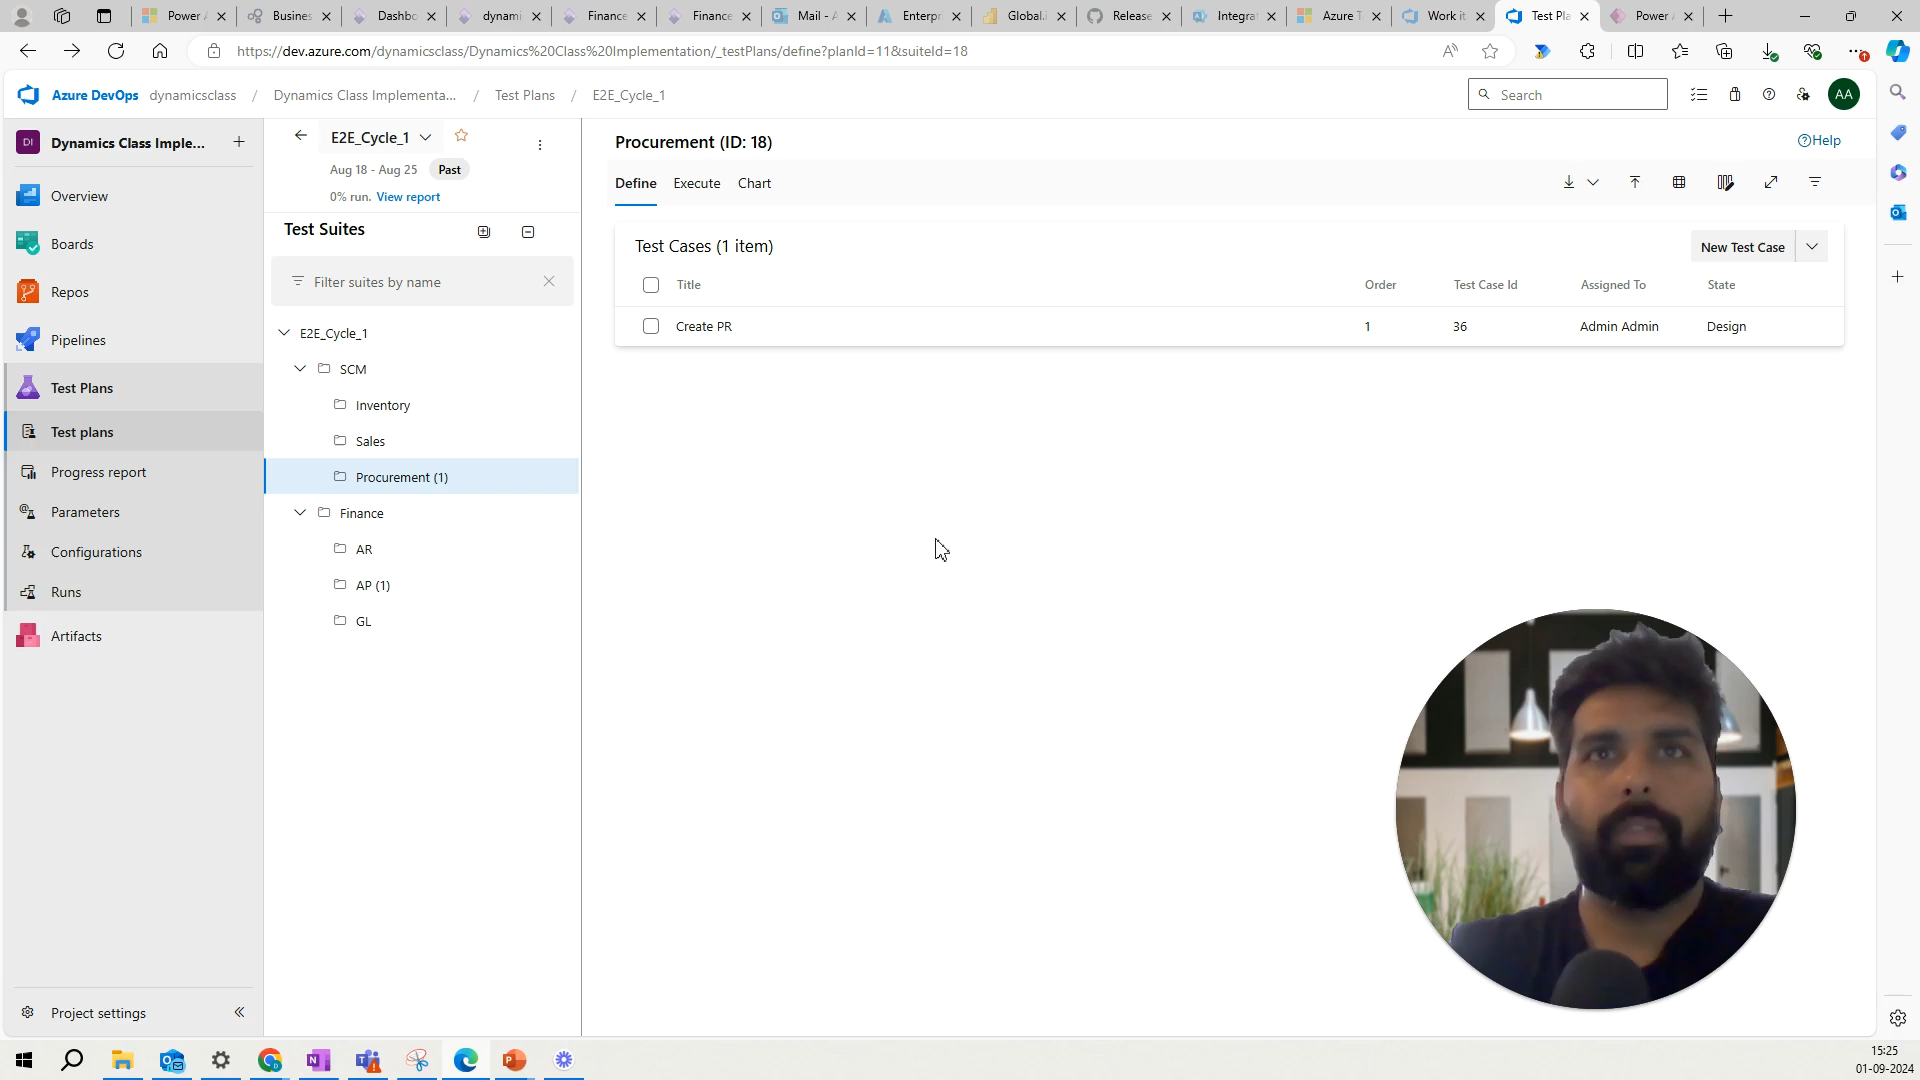 Power A
Busines
Dashbo
dynami
Finance
Finance
Mail - A
Enterpr
Global.
Release
Integrat
Azure T
Work it
Test Pla
Power A
https://dev.azure.com/dynamicsclass/Dynamics%20Class%20Implementation/_testPlans/define?planId=11&suiteId=18
Azure DevOps dynamicsclass / Dynamics Class Implementa... / Test Plans / E2E_Cycle_1
Search
AA
DI Dynamics Class Imple...
Overview
Boards
Repos
Pipelines
Test Plans
Test plans
Progress report
Parameters
Configurations
Runs
Artifacts
Project settings
E2E_Cycle_1
Aug 18 - Aug 25 Past
0% run. View report
Test Suites
Filter suites by name
E2E_Cycle_1
SCM
Inventory
Sales
Procurement (1)
Finance
AR
AP (1)
GL
Procurement (ID: 18)
Help
Define Execute Chart
Test Cases (1 item)
New Test Case
Title Order Test Case Id Assigned To State
Create PR 1 36 Admin Admin Design
15:25
01-09-2024